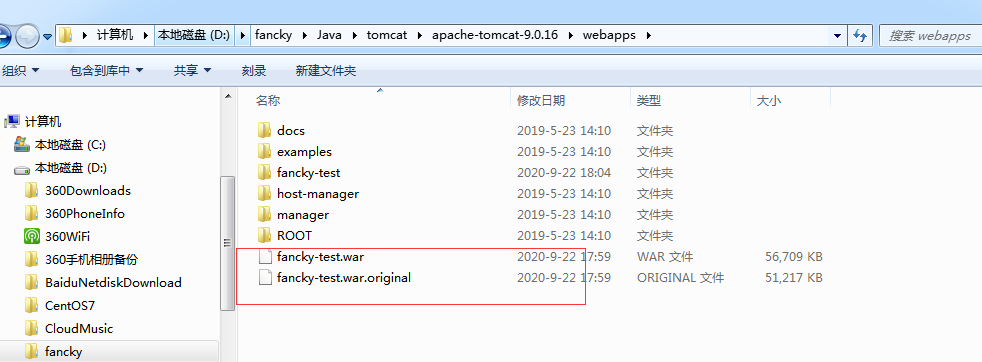 计算机 本地磁盘 (D:) fancky Java tomcat apache-tomcat-9.0.16 webapps 搜索 webapps
组织 包含到库中 共享 刻录 新建文件夹
名称 修改日期 类型 大小
计算机
本地磁盘 (C:)
本地磁盘 (D:)
360Downloads
360PhoneInfo
360WiFi
360手机相册备份
BaiduNetdiskDownload
CentOS7
CloudMusic
fancky
docs 2019-5-23 14:10 文件夹
examples 2019-5-23 14:10 文件夹
fancky-test 2020-9-22 18:04 文件夹
host-manager 2019-5-23 14:10 文件夹
manager 2019-5-23 14:10 文件夹
ROOT 2019-5-23 14:10 文件夹
fancky-test.war 2020-9-22 17:59 WAR 文件 56,709 KB
fancky-test.war.original 2020-9-22 17:59 ORIGINAL 文件 51,217 KB